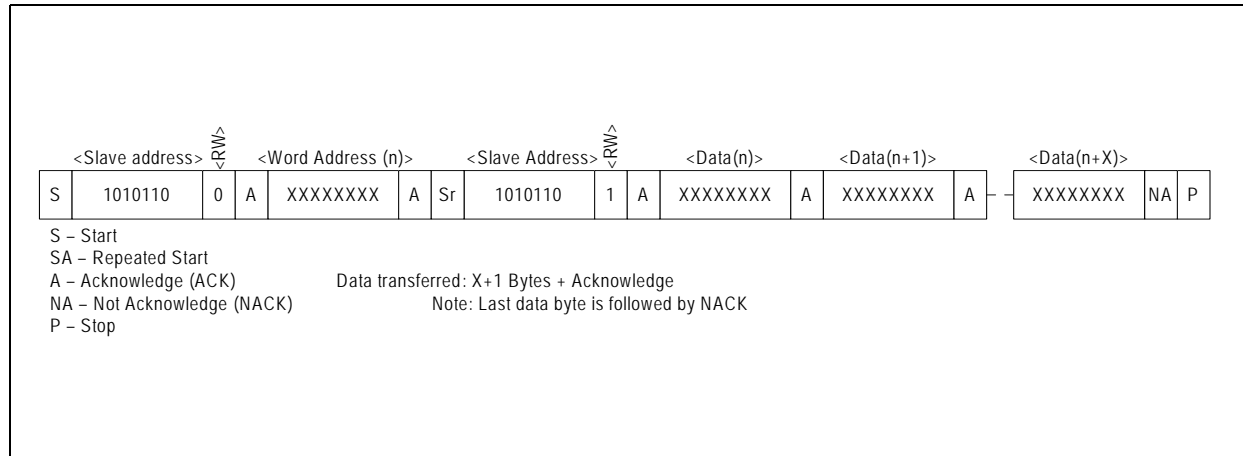 <Slave address> <RW> <Word Address (n)> <Slave Address> <RW> <Data(n)> <Data(n+1)> <Data(n+X)>
S 1010110 0 A XXXXXXXX A Sr 1010110 1 A XXXXXXXX A XXXXXXXX A XXXXXXXX NA P
S – Start
SA – Repeated Start
A – Acknowledge (ACK) Data transferred: X+1 Bytes + Acknowledge
NA – Not Acknowledge (NACK) Note: Last data byte is followed by NACK
P – Stop